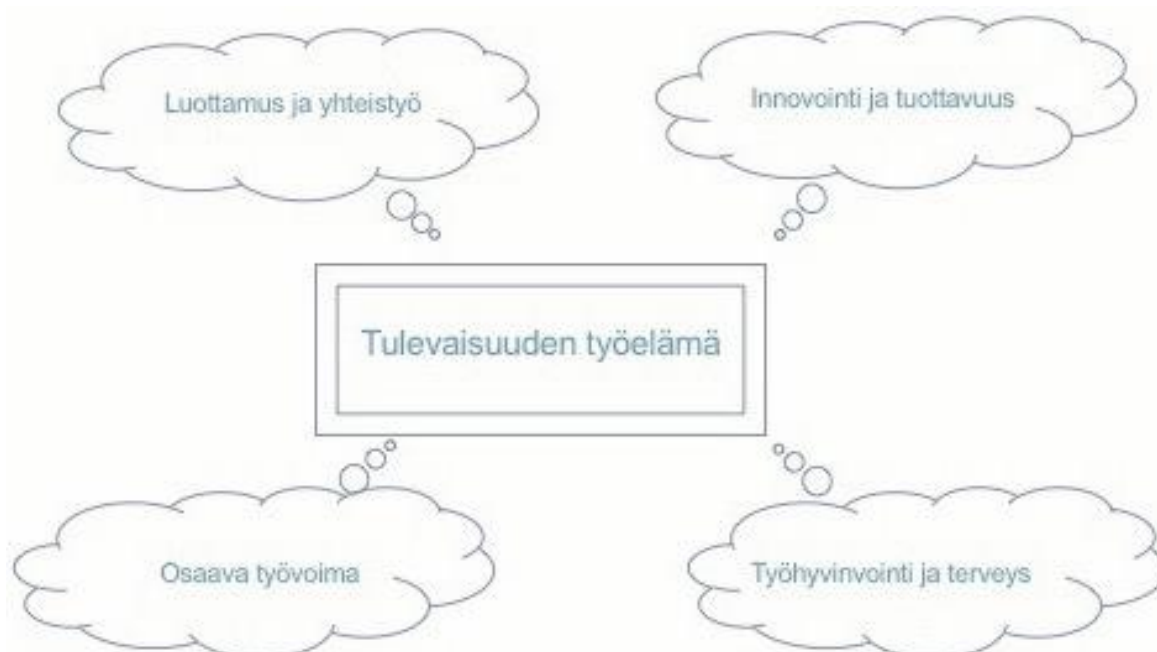 Luottamus ja yhteistyö
Innovointi ja tuottavuus
Tulevaisuuden työelämä
Osaava työvoima
Työhyvinvointi ja terveys